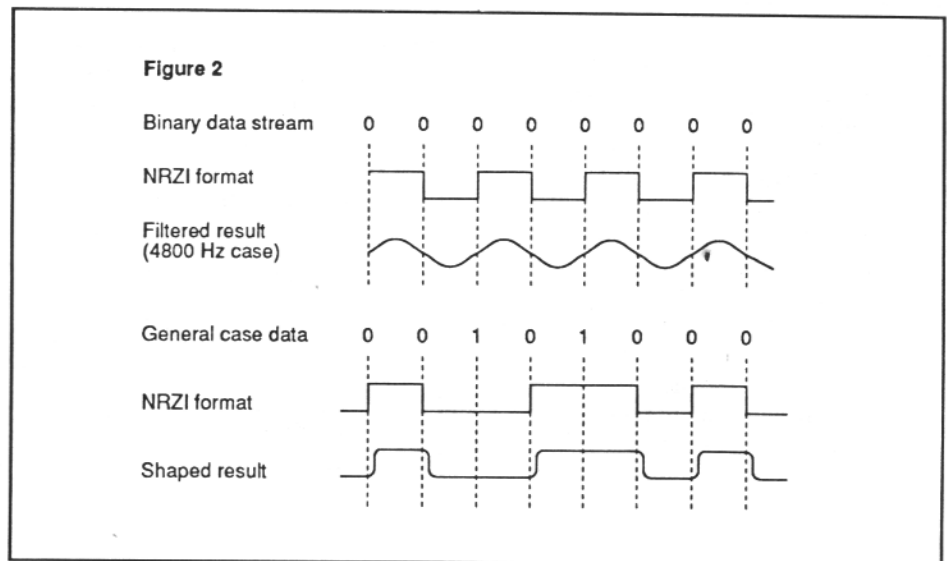 Figure 2
Binary data stream 0 0 0 0 0 0 0 0
NRZI format
Filtered result
(4800 Hz case)
General case data 0 0 1 0 1 0 0 0
NRZI format
Shaped result